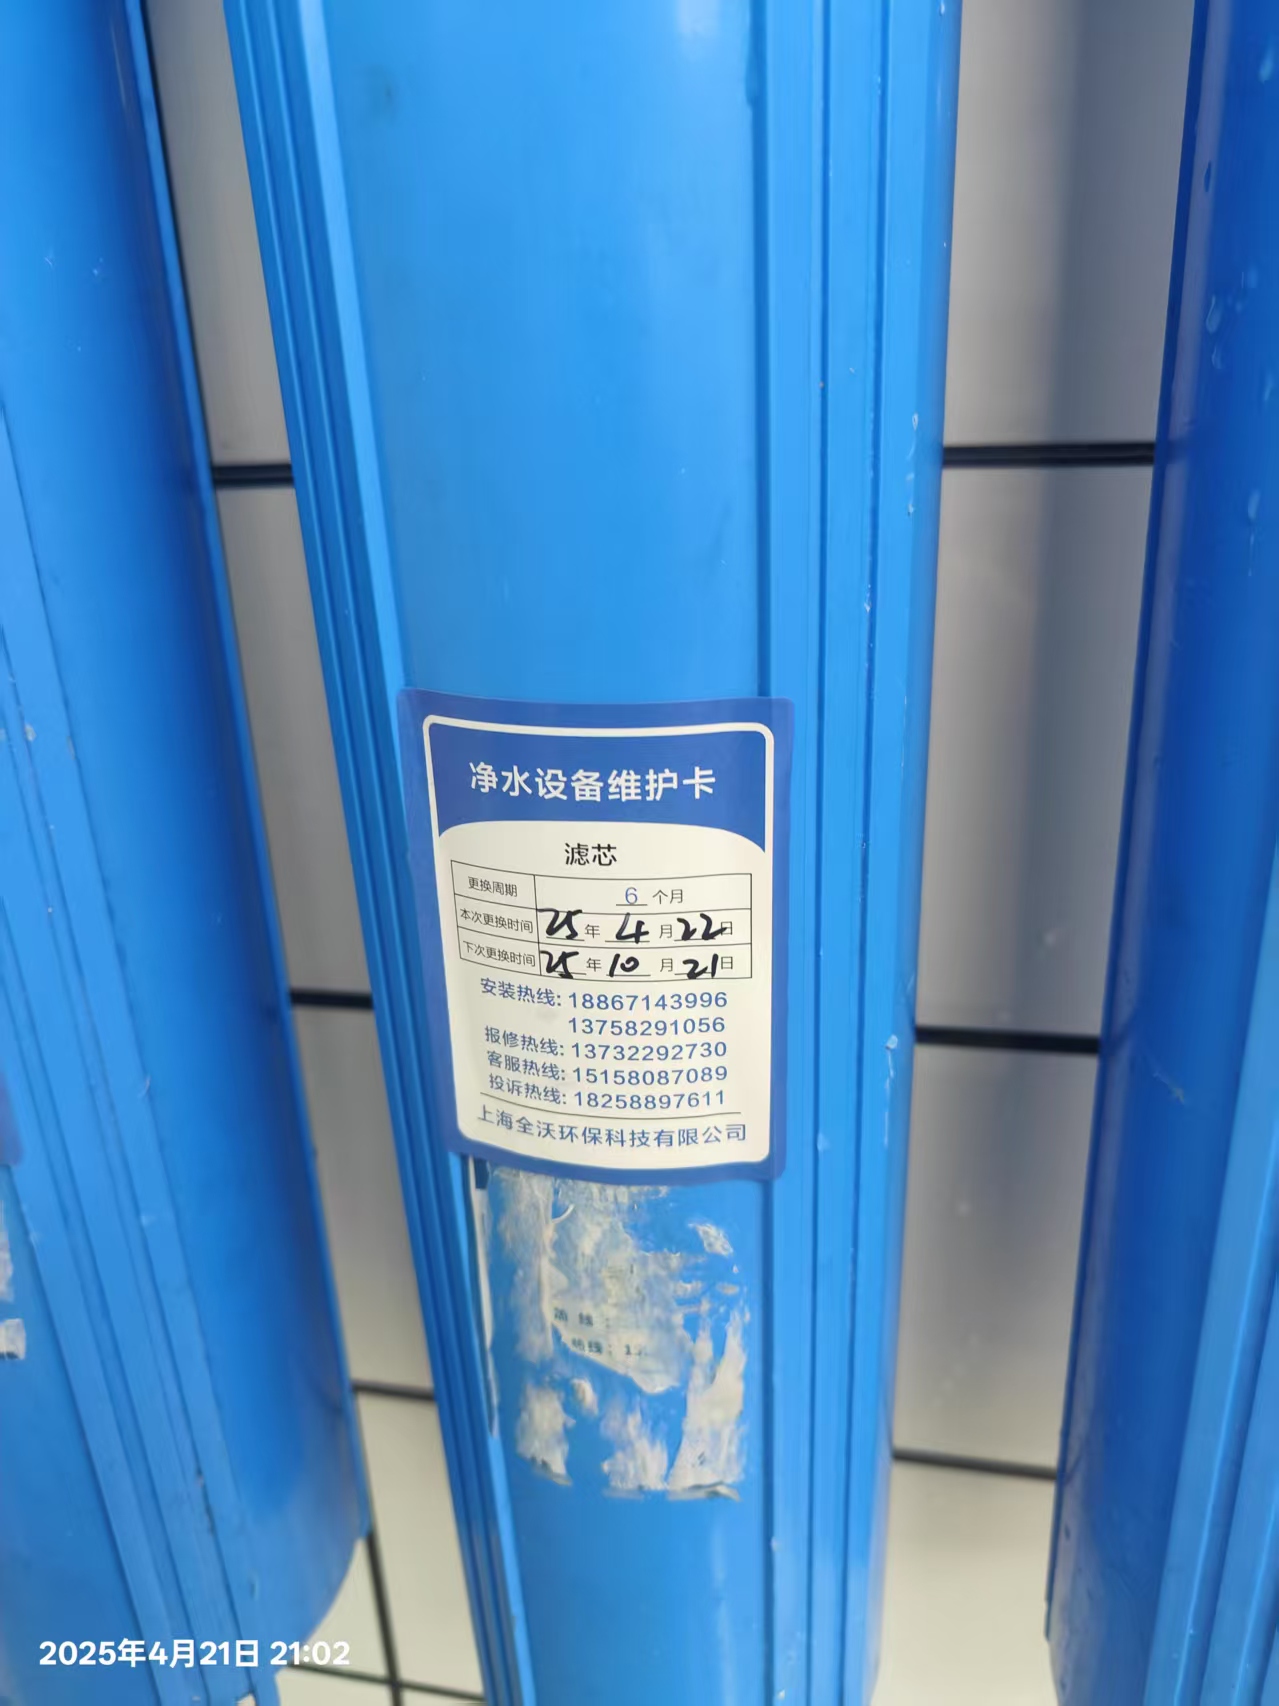 净水设备维护卡
滤芯
更换周期 6 个月
本次更换时间 25 年 4 月 22 日
下次更换时间 25 年 10 月 21 日
安装热线: 18867143996
13758291056
报修热线: 13732292730
客服热线: 15158087089
投诉热线: 18258897611
上海全沃环保科技有限公司
线:
热线: 1
2025年4月21日 21:02